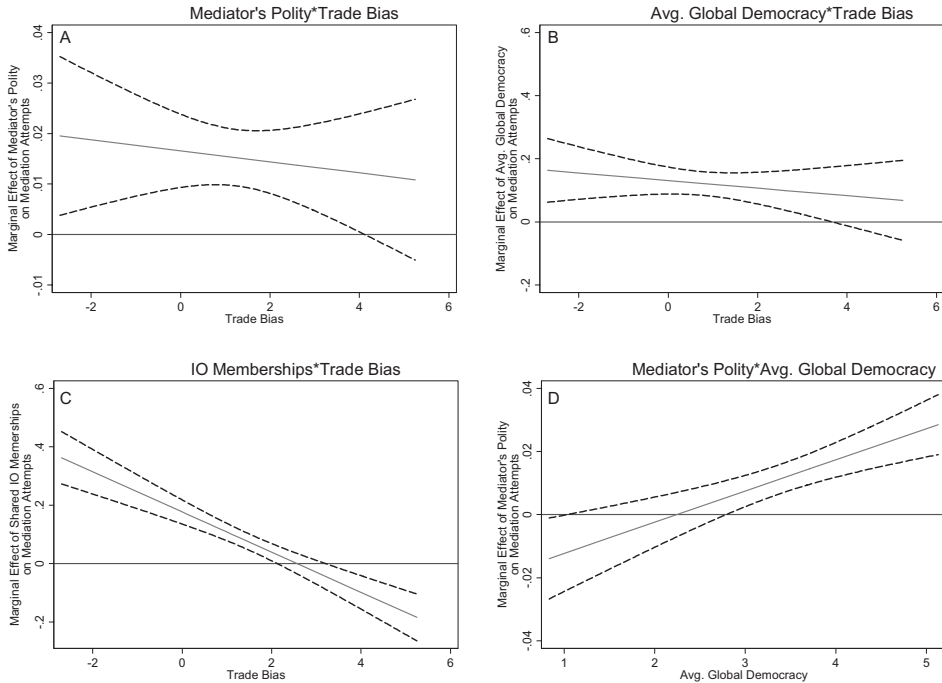 Mediator's Polity*Trade Bias
A
Marginal Effect of Mediator's Polity
on Mediation Attempts
.04
.03
.02
.01
0
-.01
-2 0 2 4 6
Trade Bias
Avg. Global Democracy*Trade Bias
B
Marginal Effect of Avg. Global Democracy
on Mediation Attempts
.6
.4
.2
0
-.2
-2 0 2 4 6
Trade Bias
IO Memberships*Trade Bias
C
Marginal Effect of Shared IO Memerships
on Mediation Attempts
.6
.4
.2
0
-.2
-2 0 2 4 6
Trade Bias
Mediator's Polity*Avg. Global Democracy
D
Marginal Effect of Mediator's Polity
on Mediation Attempts
.04
.02
0
-.02
-.04
1 2 3 4 5
Avg. Global Democracy